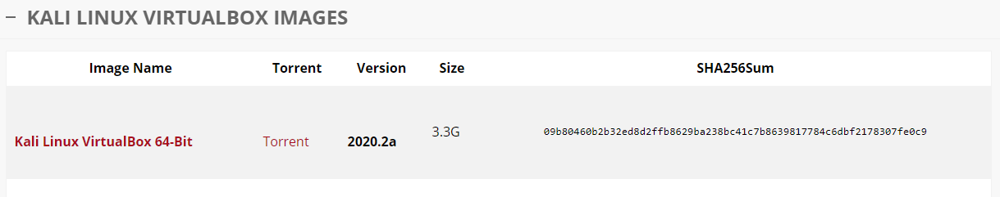 KALI LINUX VIRTUALBOX IMAGES
Image Name Torrent Version Size SHA256Sum
Kali Linux VirtualBox 64-Bit Torrent 2020.2a 3.3G 09b80460b2b32ed8d2ffb8629ba238bc41c7b8639817784c6dbf2178307fe0c9